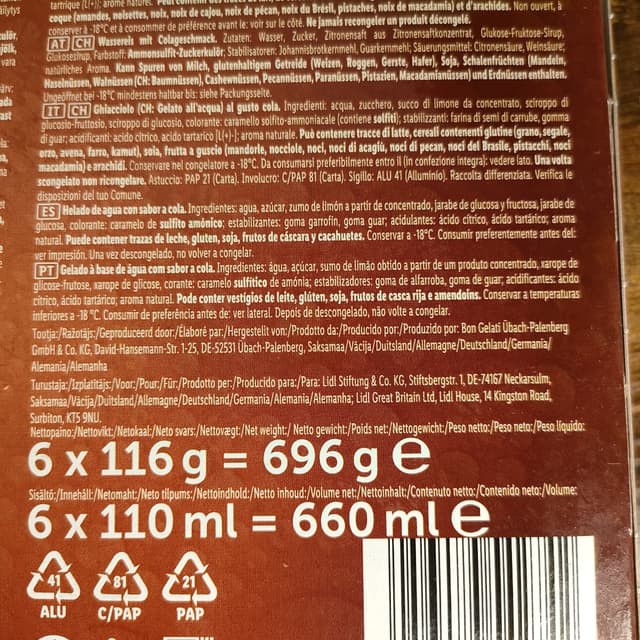 tartrique [L(+)-]; arôme naturel. Peut contenir des
coque (amandes, noisettes, noix, noix de cajou, noix de pécan, noix du Brésil, pistaches, noix de macadamia) et d'arachides. Non ouvert, à
conserver à -18°C et à consommer de préférence avant le: voir sur le côté. Ne jamais recongeler un produit décongelé.
AT CH Wassereis mit Colageschmack. Zutaten: Wasser, Zucker, Zitronensaft aus Zitronensaftkonzentrat, Glukose-Fruktose-Sirup,
Glukosesirup, Farbstoff: Ammonsulfit-Zuckerkulör; Stabilisatoren: Johannisbrotkernmehl, Guarkernmehl; Säuerungsmittel: Citronensäure, Weinsäure;
natürliches Aroma. Kann Spuren von Milch, glutenhaltigem Getreide (Weizen, Roggen, Gerste, Hafer), Soja, Schalenfrüchten (Mandeln,
Haselnüssen, Walnüssen (CH: Baumnüssen), Cashewnüssen, Pecannüssen, Paranüssen, Pistazien, Macadamianüssen) und Erdnüssen enthalten.
Ungeöffnet bei -18°C mindestens haltbar bis: siehe Packungsseite.
IT CH Ghiacciolo (CH: Gelato all'acqua) al gusto cola. Ingredienti: acqua, zucchero, succo di limone da concentrato, sciroppo di
glucosio-fruttosio, sciroppo di glucosio, colorante: caramello solfito-ammoniacale (contiene solfiti); stabilizzanti: farina di semi di carrube, gomma
di guar; acidificanti: acido citrico, acido tartarico [L(+)-]; aroma naturale. Può contenere tracce di latte, cereali contenenti glutine (grano, segale,
orzo, avena, farro, kamut), soia, frutta a guscio (mandorle, nocciole, noci, noci di acagiù, noci di pecan, noci del Brasile, pistacchi, noci
macadamia) e arachidi. Conservare nel congelatore a -18°C. Da consumarsi preferibilmente entro il (in confezione integra): vedere lato. Una volta
scongelato non ricongelare. Astuccio: PAP 21 (Carta). Involucro: C/PAP 81 (Carta). Sigillo: ALU 41 (Alluminio). Raccolta differenziata. Verifica le
disposizioni del tuo Comune.
ES Helado de agua con sabor a cola. Ingredientes: agua, azúcar, zumo de limón a partir de concentrado, jarabe de glucosa y fructosa, jarabe de
glucosa, colorante: caramelo de sulfito amónico; estabilizantes: goma garrofín, goma guar; acidulantes: ácido cítrico, ácido tartárico; aroma
natural. Puede contener trazas de leche, gluten, soja, frutos de cáscara y cacahuetes. Conservar a -18°C. Consumir preferentemente antes del:
ver impresión. Una vez descongelado, no volver a congelar.
PT Gelado à base de água com sabor a cola. Ingredientes: água, açúcar, sumo de limão obtido a partir de um produto concentrado, xarope de
glicose-frutose, xarope de glicose, corante: caramelo sulfítico de amónia; estabilizadores: goma de alfarroba, goma de guar; acidificantes: ácido
cítrico, ácido tartárico; aroma natural. Pode conter vestígios de leite, glúten, soja, frutos de casca rija e amendoins. Conservar a temperaturas
inferiores a -18 °C. Consumir de preferência antes de: ver lateral. Depois de descongelado, não volte a congelar.
Tootja:/Ražotājs:/Geproduceerd door:/Élaboré par:/Hergestellt von:/Prodotto da:/Producido por:/Produzido por: Bon Gelati Übach-Palenberg
GmbH & Co. KG, David-Hansemann-Str. 1-25, DE-52531 Übach-Palenberg, Saksamaa/Vācija/Duitsland/Allemagne/Deutschland/Germania/
Alemania/Alemanha
Turustaja:/Izplatītājs:/Voor:/Pour:/Für:/Prodotto per:/Producido para:/Para: Lidl Stiftung & Co. KG, Stiftsbergstr. 1, DE-74167 Neckarsulm,
Saksamaa/Vācija/Duitsland/Allemagne/Deutschland/Germania/Alemania/Alemanha; Lidl Great Britain Ltd, Lidl House, 14 Kingston Road,
Surbiton, KT5 9NU.
Nettopaino:/Nettovikt:/Netokaal:/Neto svars:/Nettovægt:/Net weight:/ Netto gewicht:/Poids net:/Nettogewicht:/Peso netto:/Peso neto:/Peso líquido:
6 x 116 g = 696 g ℮
Sisältö:/Innehåll:/Netomaht:/Neto tilpums:/Nettoindhold:/Netto inhoud:/Volume net:/Nettoinhalt:/Contenuto netto:/Contenido neto:/Volume:
6 x 110 ml = 660 ml ℮
41 81 21
ALU C/PAP PAP